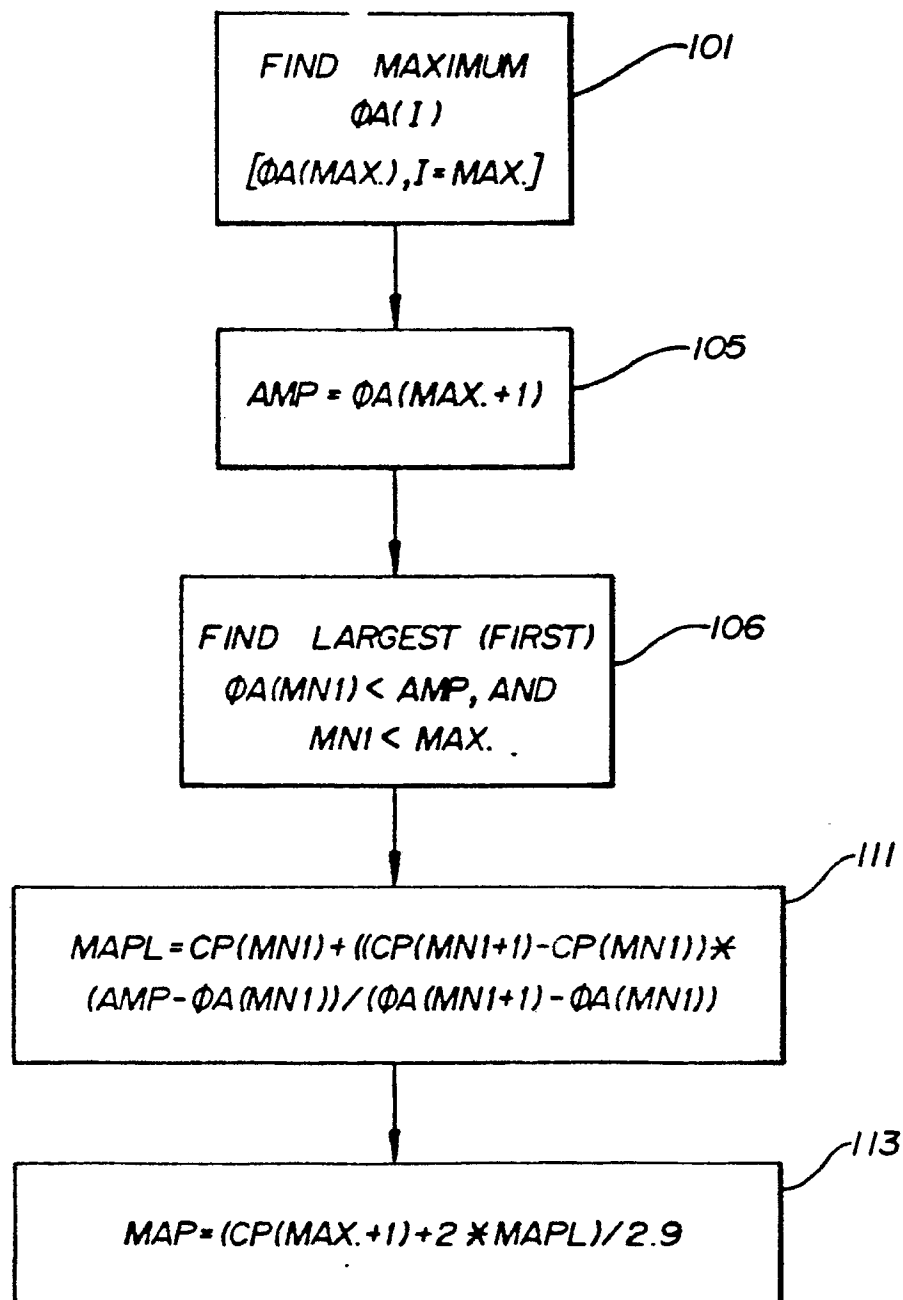 FIND MAXIMUM
ΦA(I)
[ΦA(MAX.),I=MAX.]
101
AMP = ΦA(MAX.+1)
105
FIND LARGEST (FIRST)
ΦA(MN1) < AMP, AND
MN1 < MAX.
106
MAPL = CP(MN1) + ((CP(MN1+1) - CP(MN1)) *
(AMP - ΦA(MN1)) / (ΦA(MN1+1) - ΦA(MN1))
111
MAP = (CP(MAX.+1) + 2 * MAPL) / 2.9
113